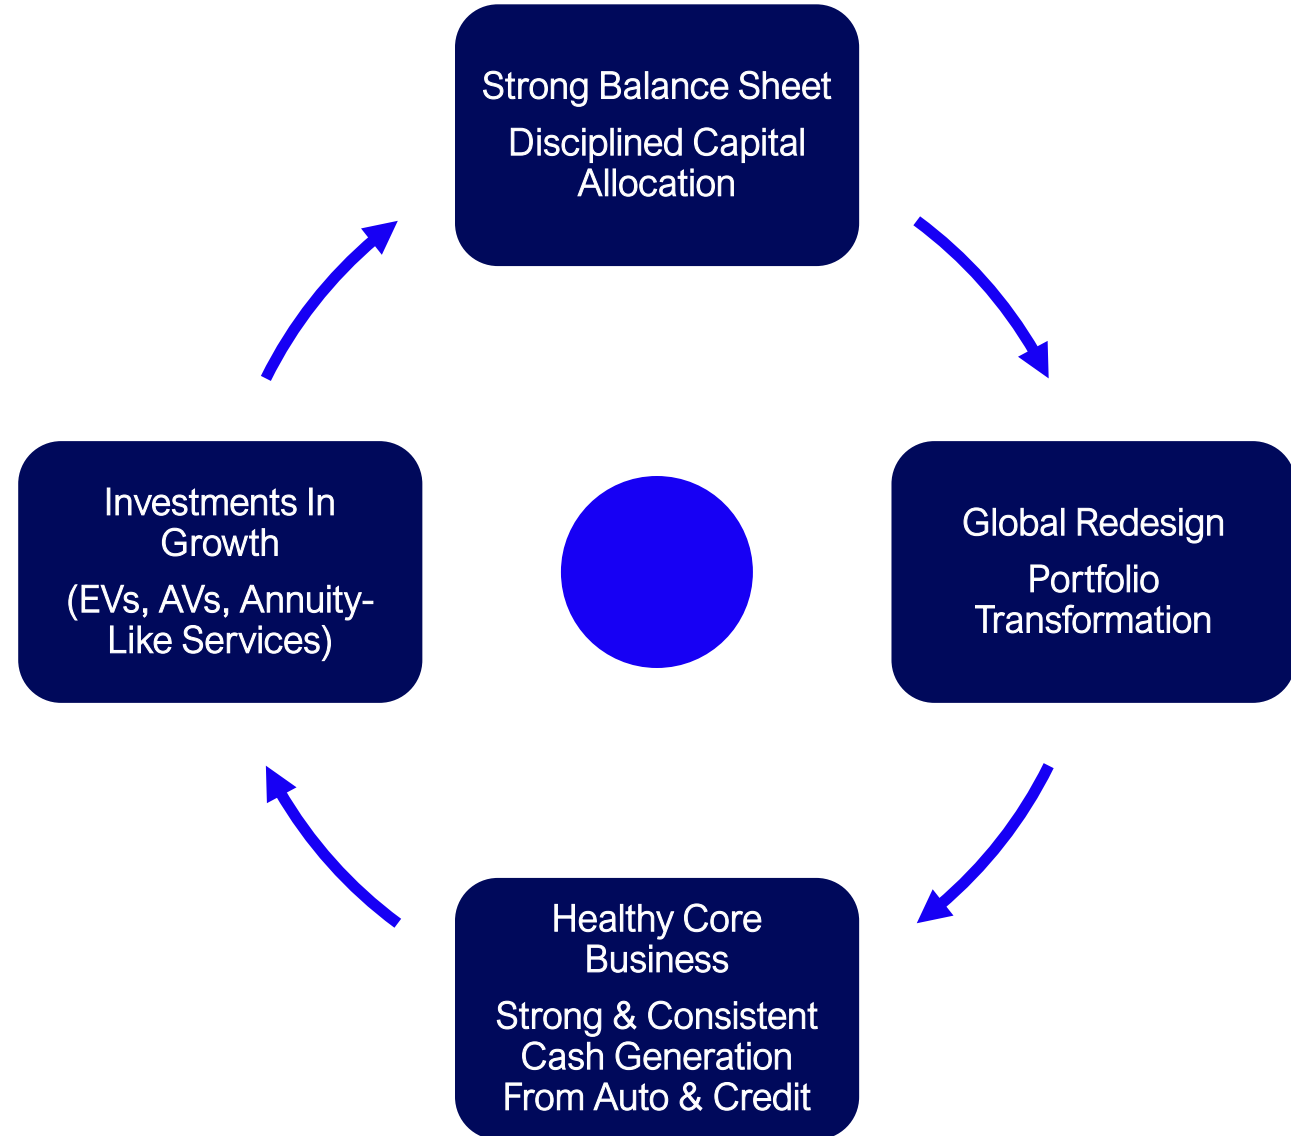 Strong Balance Sheet
Disciplined Capital
Allocation
Global Redesign
Portfolio
Transformation
Healthy Core
Business
Strong & Consistent
Cash Generation
From Auto & Credit
Investments In
Growth
(EVs, AVs, Annuity-
Like Services)